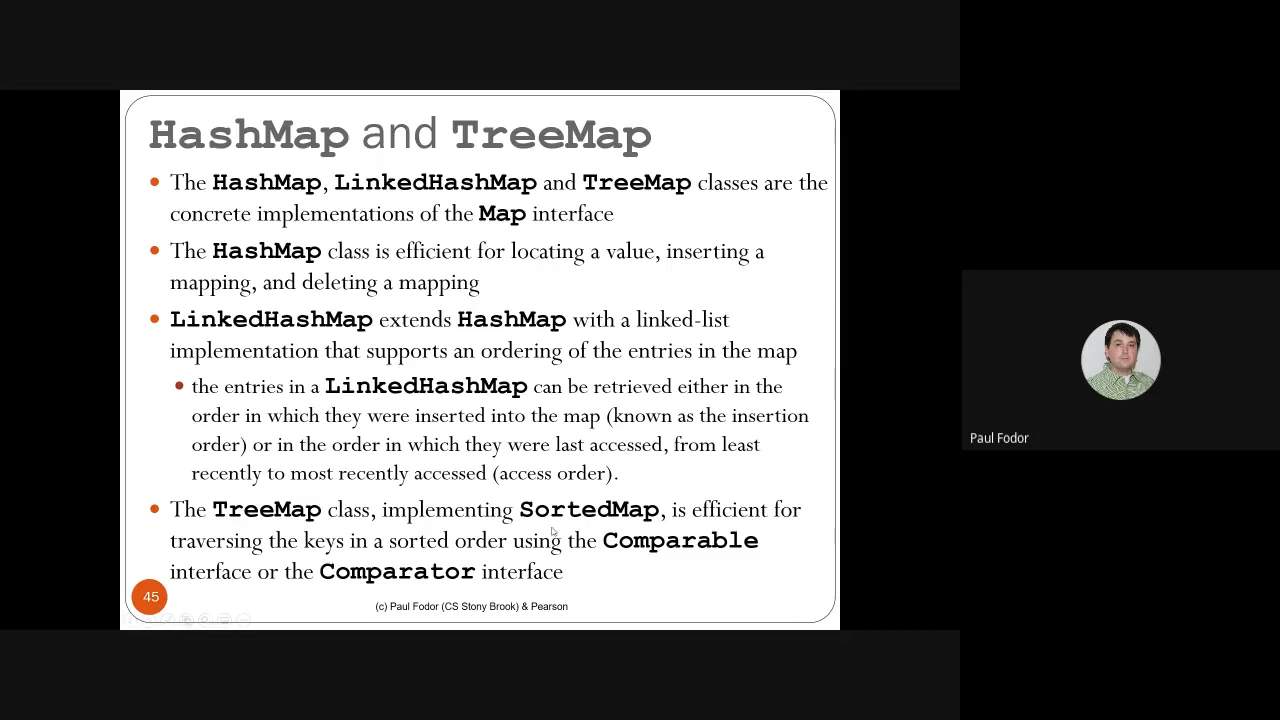 HashMap and TreeMap
The HashMap, LinkedHashMap and TreeMap classes are the
concrete implementations of the Map interface
The HashMap class is efficient for locating a value, inserting a
mapping, and deleting a mapping
LinkedHashMap extends HashMap with a linked-list
implementation that supports an ordering of the entries in the map
the entries in a LinkedHashMap can be retrieved either in the
order in which they were inserted into the map (known as the insertion
order) or in the order in which they were last accessed, from least
recently to most recently accessed (access order).
The TreeMap class, implementing SortedMap, is efficient for
traversing the keys in a sorted order using the Comparable
interface or the Comparator interface
45
(c) Paul Fodor (CS Stony Brook) & Pearson
Paul Fodor